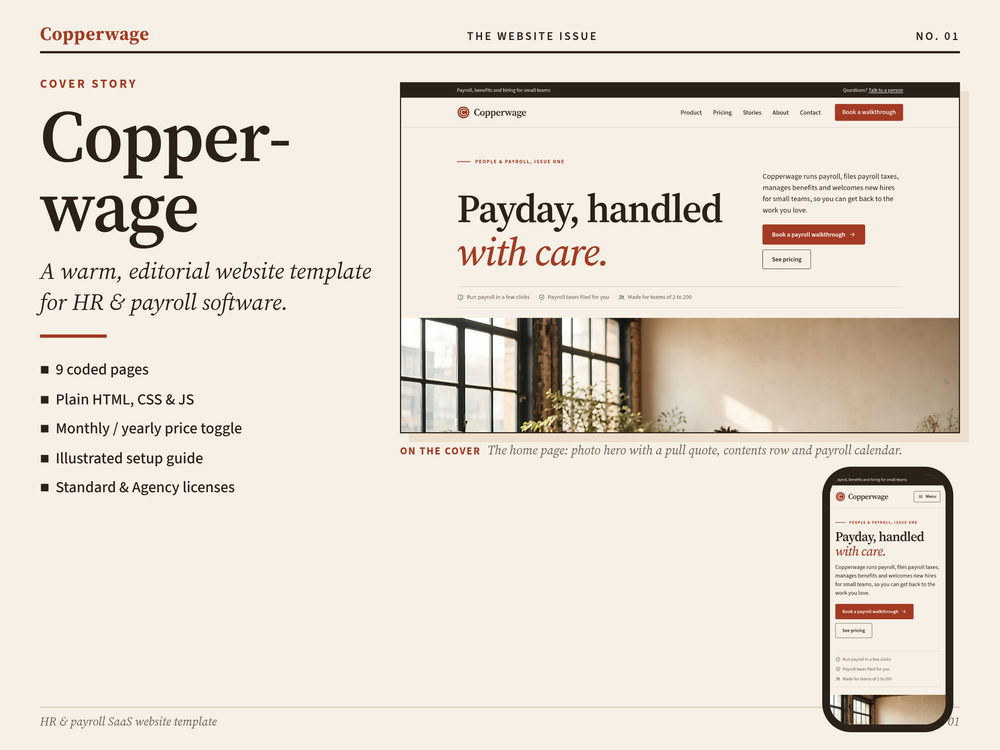 Copperwage
THE WEBSITE ISSUE
NO. 01
COVER STORY
Copper-
wage
A warm, editorial website template
for HR & payroll software.
9 coded pages
Plain HTML, CSS & JS
Monthly / yearly price toggle
Illustrated setup guide
Standard & Agency licenses
Payroll, benefits and hiring for small teams
Questions? Talk to a person
Copperwage
Product Pricing Stories About Contact Book a walkthrough
PEOPLE & PAYROLL, ISSUE ONE
Payday, handled
with care.
Copperwage runs payroll, files payroll taxes,
manages benefits and welcomes new hires
for small teams, so you can get back to the
work you love.
Book a payroll walkthrough →
See pricing
Run payroll in a few clicks Payroll taxes filed for you Made for teams of 2 to 200
ON THE COVER The home page: photo hero with a pull quote, contents row and payroll calendar.
ayroll, benefits and hiring for small teams
Copperwage
Menu
PEOPLE & PAYROLL, ISSUE ONE
Payday, handled
with care.
Copperwage runs payroll, files payroll taxes,
manages benefits and welcomes new hires
for small teams, so you can get back to the
work you love.
Book a payroll walkthrough →
See pricing
Run payroll in a few clicks
Payroll taxes filed for you
Made for teams of 2 to 200
HR & payroll SaaS website template
01